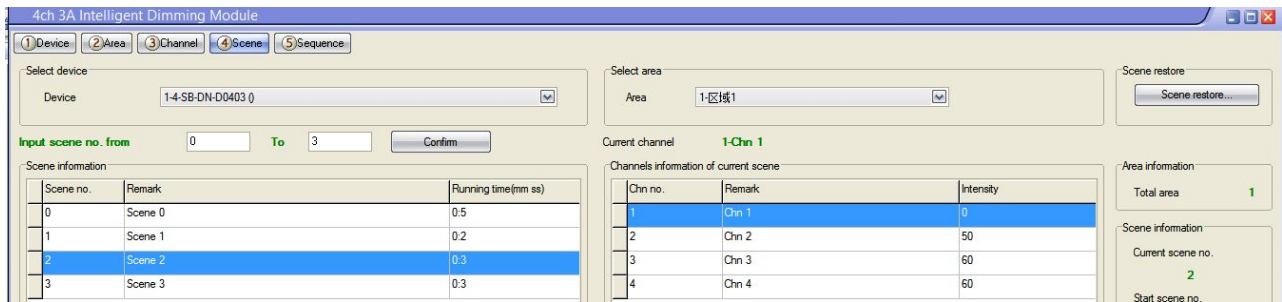 4ch 3A Intelligent Dimming Module
1Device 2Area 3Channel 4Scene 5Sequence
Select device Select area Scene restore
Device 1-4-SB-DN-D0403 () Area 1-区域1 Scene restore...
Input scene no. from 0 To 3 Confirm Current channel 1-Chn 1
Scene information Channels information of current scene Area information
Scene no. Remark Running time(mm ss) Chn no. Remark Intensity Total area 1
0 Scene 0 0:5 1 Chn 1 0
1 Scene 1 0:2 2 Chn 2 50 Scene information
2 Scene 2 0:3 3 Chn 3 60 Current scene no.
3 Scene 3 0:3 4 Chn 4 60 2
Start scene no.